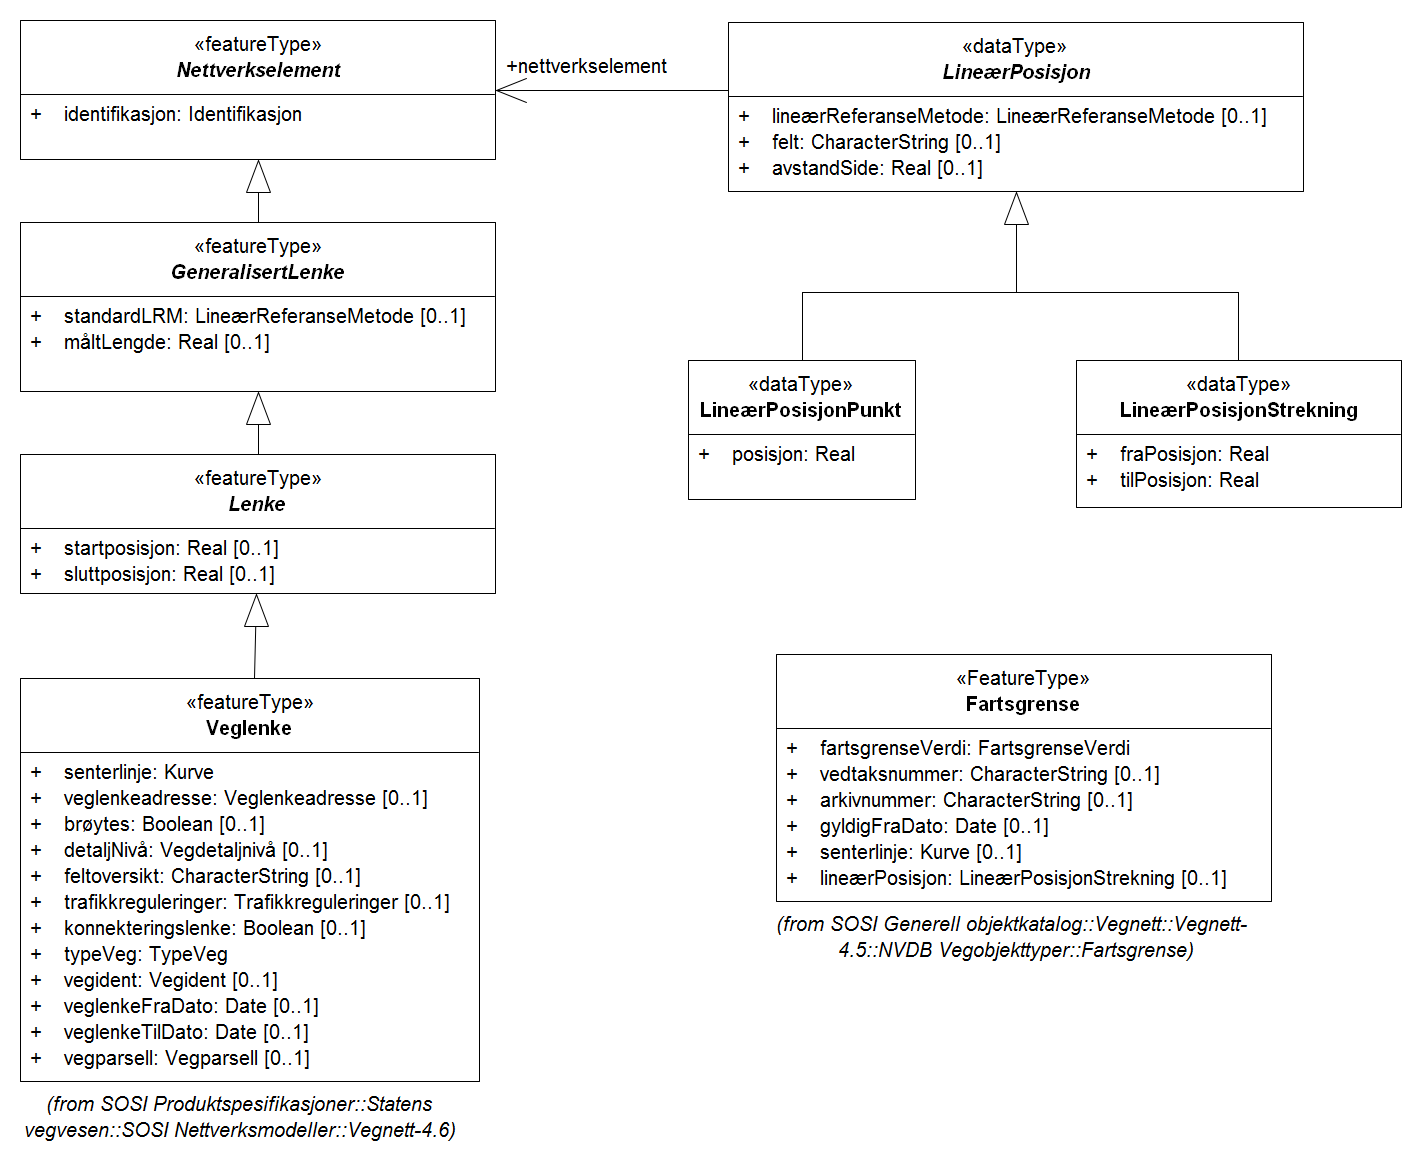 «featureType»
Nettverkselement
+ identifikasjon: Identifikasjon
+nettverkselement
«dataType»
LineærPosisjon
+ lineærReferanseMetode: LineærReferanseMetode [0..1]
+ felt: CharacterString [0..1]
+ avstandSide: Real [0..1]
«featureType»
GeneralisertLenke
+ standardLRM: LineærReferanseMetode [0..1]
+ måltLengde: Real [0..1]
«dataType»
LineærPosisjonPunkt
+ posisjon: Real
«dataType»
LineærPosisjonStrekning
+ fraPosisjon: Real
+ tilPosisjon: Real
«featureType»
Lenke
+ startposisjon: Real [0..1]
+ sluttposisjon: Real [0..1]
«featureType»
Veglenke
+ senterlinje: Kurve
+ veglenkeadresse: Veglenkeadresse [0..1]
+ brøytes: Boolean [0..1]
+ detaljNivå: Vegdetaljnivå [0..1]
+ feltoversikt: CharacterString [0..1]
+ trafikkreguleringer: Trafikkreguleringer [0..1]
+ konnekteringslenke: Boolean [0..1]
+ typeVeg: TypeVeg
+ vegident: Vegident [0..1]
+ veglenkeFraDato: Date [0..1]
+ veglenkeTilDato: Date [0..1]
+ vegparsell: Vegparsell [0..1]
(from SOSI Produktspesifikasjoner::Statens
vegvesen::SOSI Nettverksmodeller::Vegnett-4.6)
«FeatureType»
Fartsgrense
+ fartsgrenseVerdi: FartsgrenseVerdi
+ vedtaksnummer: CharacterString [0..1]
+ arkivnummer: CharacterString [0..1]
+ gyldigFraDato: Date [0..1]
+ senterlinje: Kurve [0..1]
+ lineærPosisjon: LineærPosisjonStrekning [0..1]
(from SOSI Generell objektkatalog::Vegnett::Vegnett-
4.5::NVDB Vegobjekttyper::Fartsgrense)